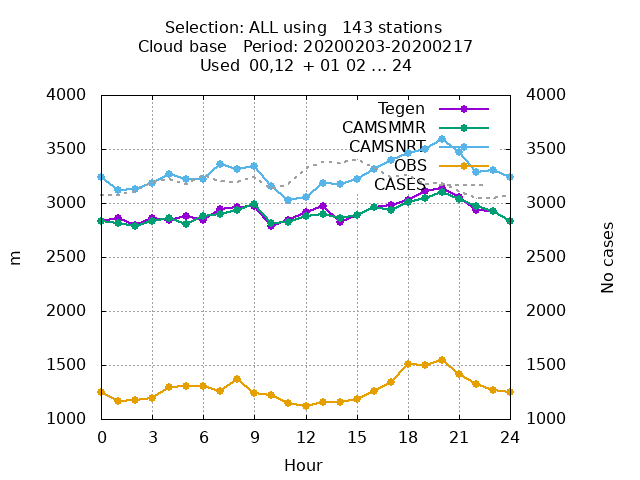 Selection: ALL using   143 stations
Cloud base   Period: 20200203-20200217
Used  00,12  + 01 02 ... 24
4000 4000
Tegen
CAMSMMR
3500 CAMSNRT 3500
OBS
CASES
3000 3000
2500 2500
m
No cases
2000 2000
1500 1500
1000 1000
0 3 6 9 12 15 18 21 24
Hour